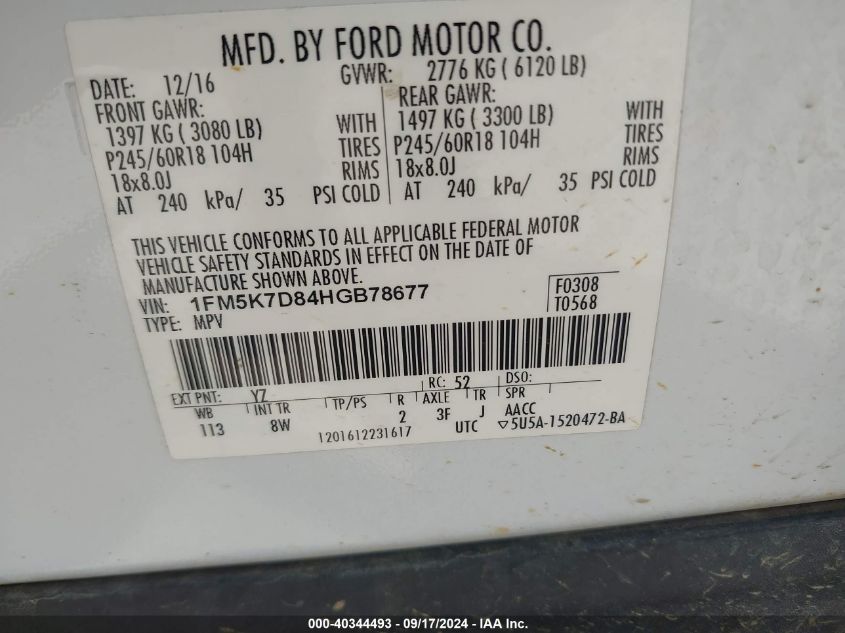 MFD. BY FORD MOTOR CO.
DATE: 12/16 GVWR: 2776 KG ( 6120 LB)
FRONT GAWR: REAR GAWR:
1397 KG ( 3080 LB) WITH 1497 KG ( 3300 LB) WITH
P245/60R18 104H TIRES P245/60R18 104H TIRES
18x8.0J RIMS 18x8.0J RIMS
AT 240 kPa/ 35 PSI COLD AT 240 kPa/ 35 PSI COLD
THIS VEHICLE CONFORMS TO ALL APPLICABLE FEDERAL MOTOR
VEHICLE SAFETY STANDARDS IN EFFECT ON THE DATE OF
MANUFACTURE SHOWN ABOVE.
VIN: 1FM5K7D84HGB78677 F0308
TYPE: MPV T0568
EXT PNT: YZ RC: 52 DSO:
WB INT TR TP/PS R AXLE TR SPR
113 8W 2 3F J AACC
1201612231617 UTC ▽5U5A-1520472-BA
000-40344493 - 09/17/2024 - IAA Inc.